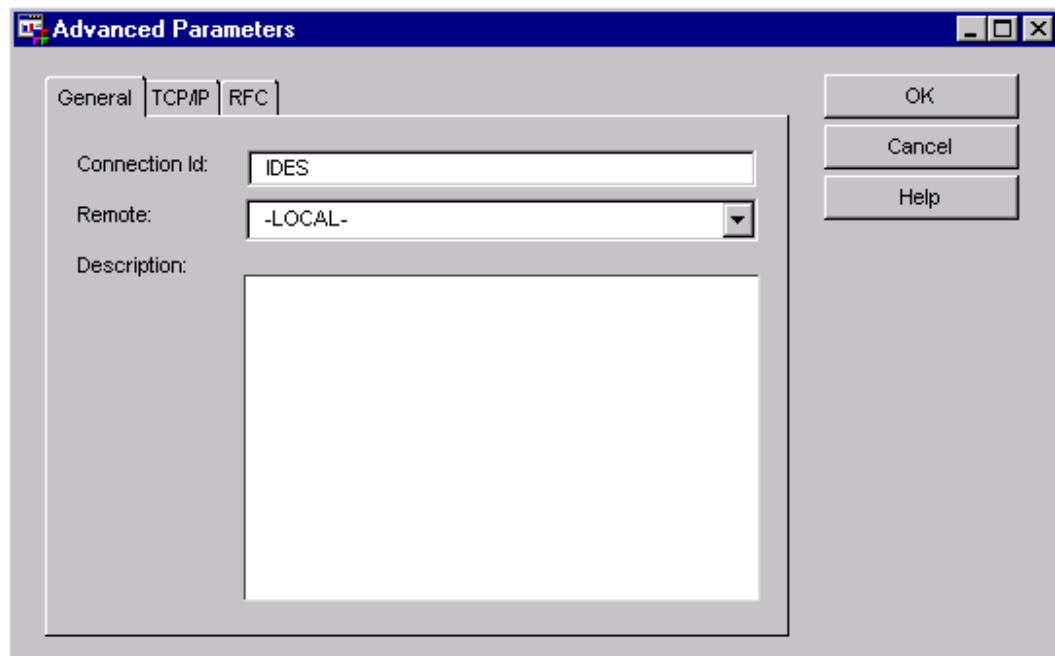 Advanced Parameters
General
TCP/IP
RFC
Connection Id:
IDES
Remote:
-LOCAL-
Description:
OK
Cancel
Help